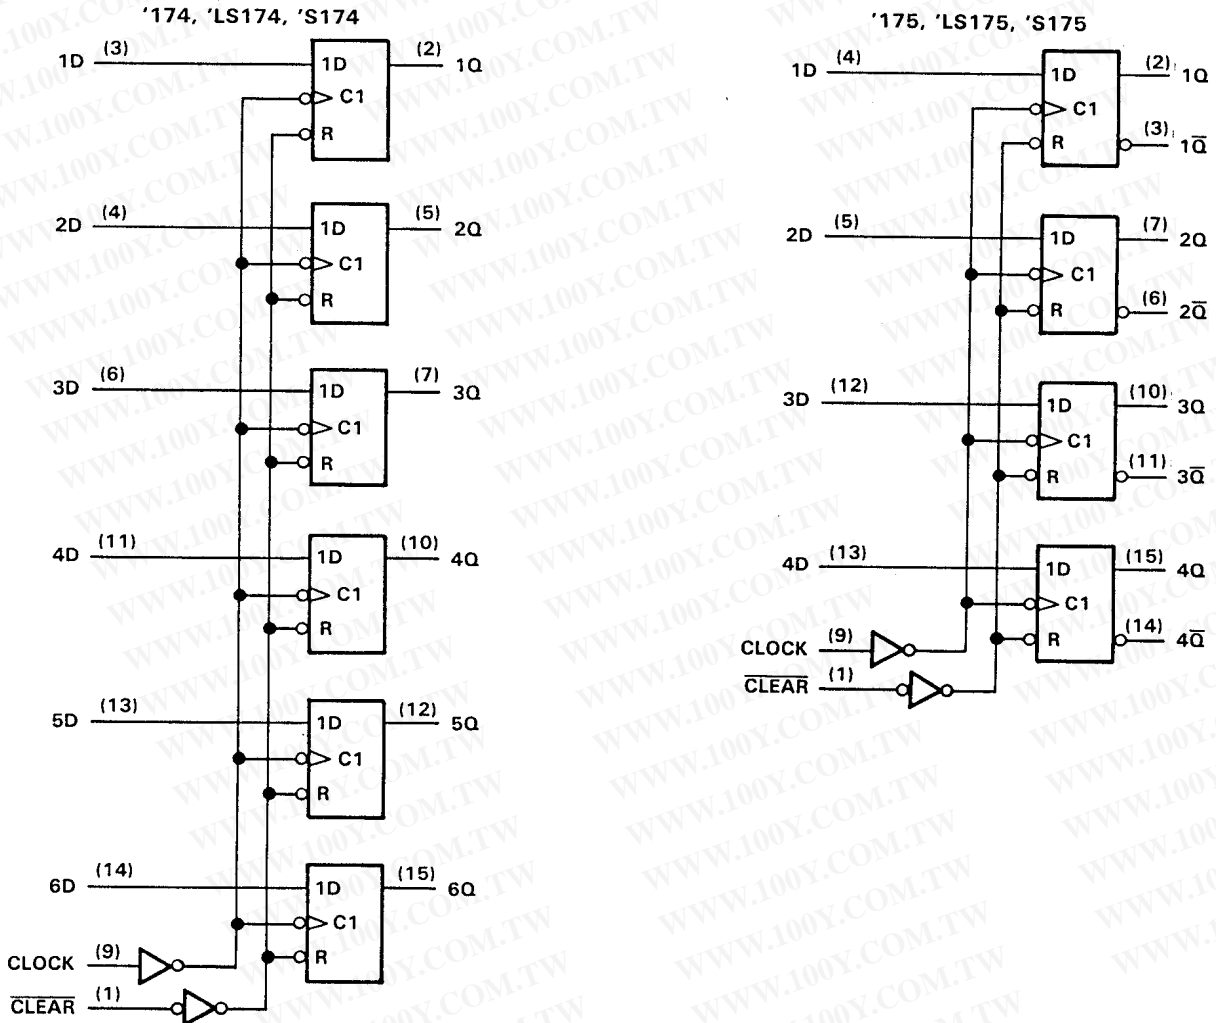 '174, 'LS174, 'S174
1D (3) 1D (2) 1Q
C1
R
2D (4) 1D (5) 2Q
C1
R
3D (6) 1D (7) 3Q
C1
R
4D (11) 1D (10) 4Q
C1
R
5D (13) 1D (12) 5Q
C1
R
6D (14) 1D (15) 6Q
C1
R
CLOCK (9)
C̅L̅E̅A̅R̅ (1)
'175, 'LS175, 'S175
1D (4) 1D (2) 1Q
C1
R (3) 1Q̅
2D (5) 1D (7) 2Q
C1
R (6) 2Q̅
3D (12) 1D (10) 3Q
C1
R (11) 3Q̅
4D (13) 1D (15) 4Q
C1
R (14) 4Q̅
CLOCK (9)
C̅L̅E̅A̅R̅ (1)
WWW.100Y.COM.TW